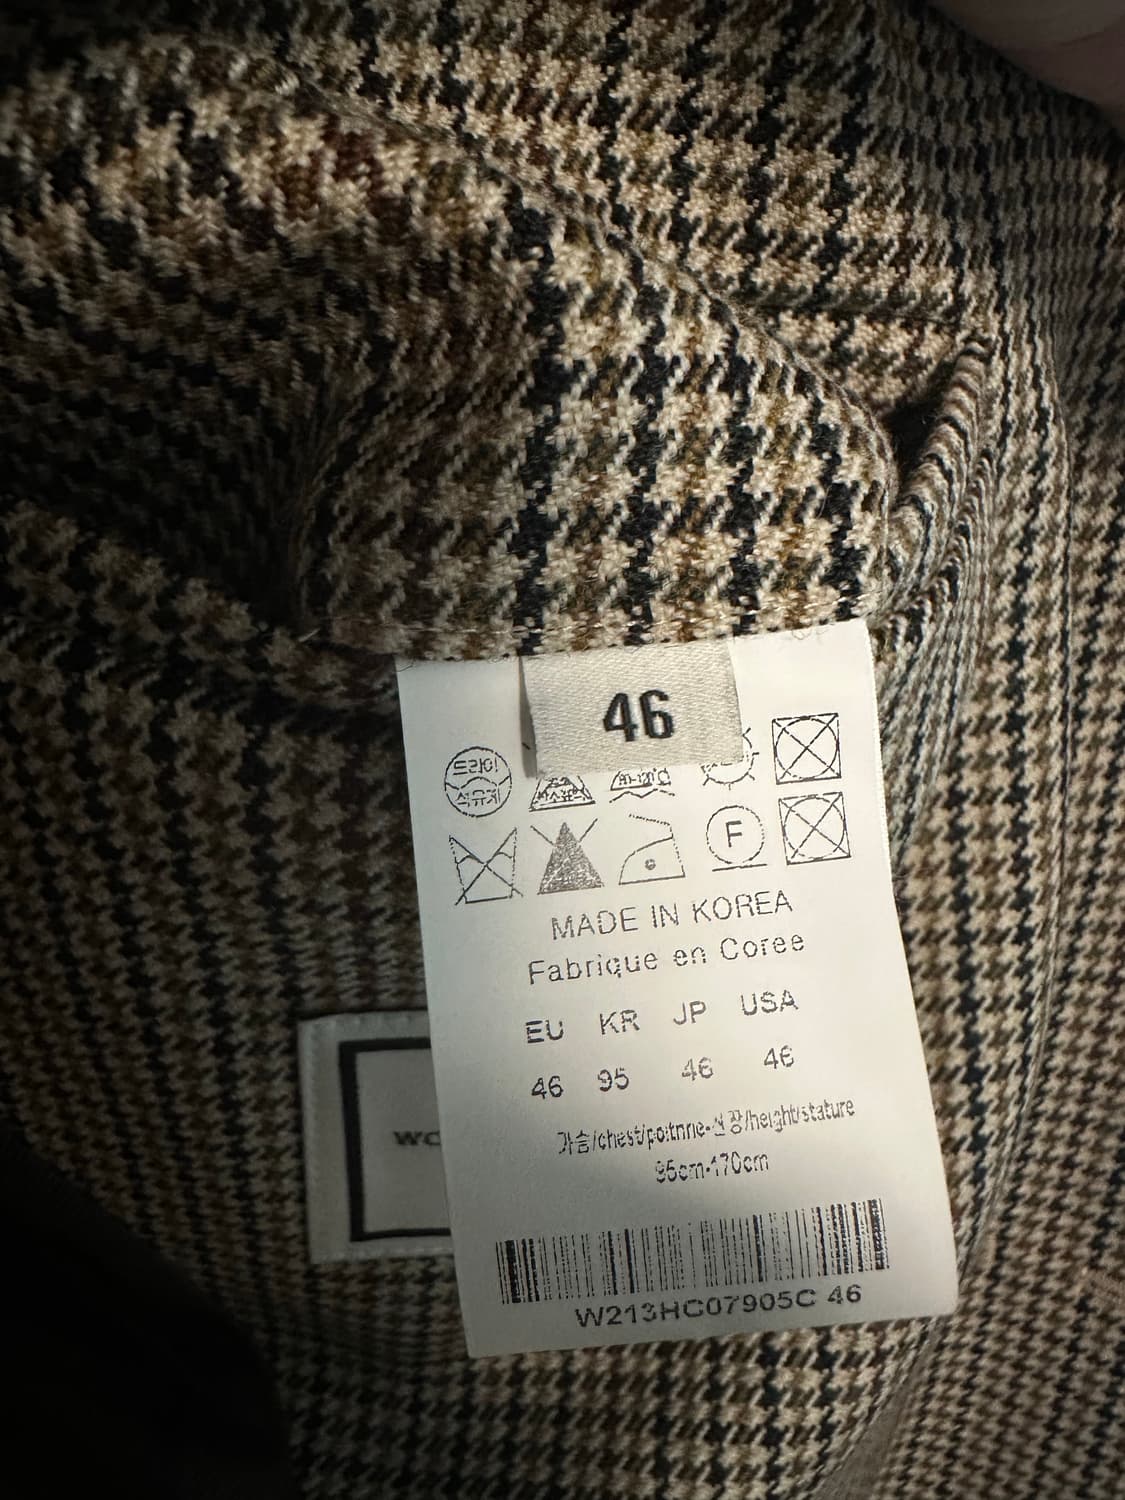 46
드라이
석유계
F
MADE IN KOREA
Fabrique en Coree
EU KR JP USA
46 95 46 46
가슴/chest/poitrine-신장/height/stature
95cm-170cm
WO
W213HC07905C 46